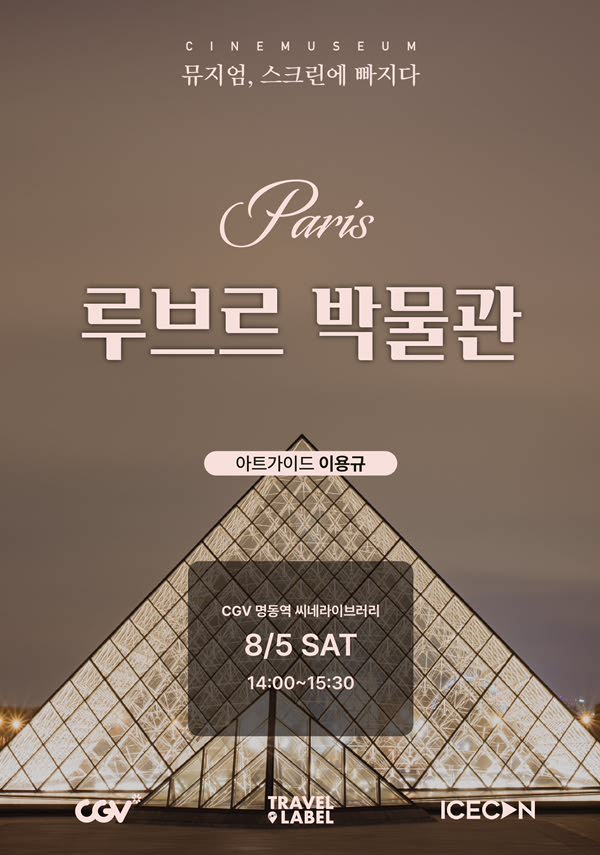 CINEMUSEUM
뮤지엄, 스크린에 빠지다
Paris
루브르 박물관
아트가이드 이용규
CGV 명동역 씨네라이브러리
8/5 SAT
14:00~15:30
CGV
TRAVEL
LABEL
ICECON